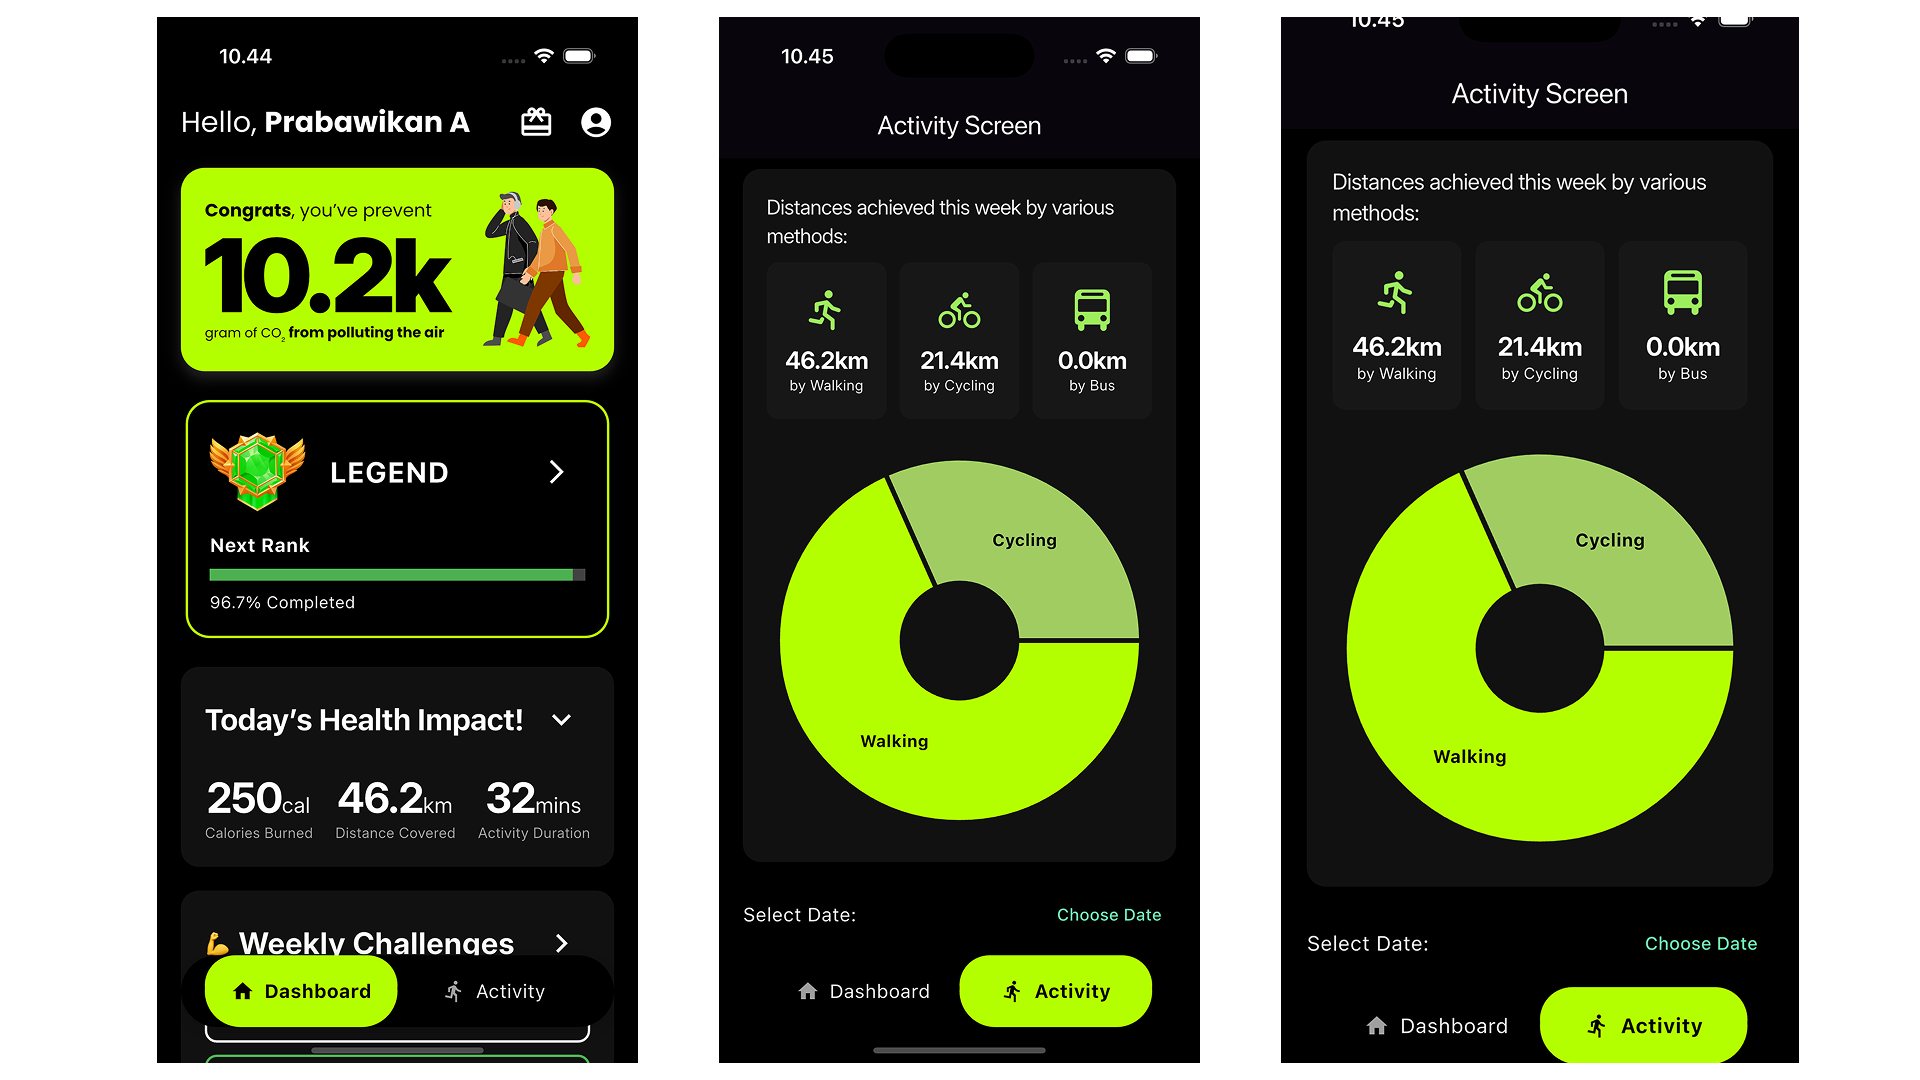 10.44
Hello, Prabawikan A
Congrats, you've prevent
10.2k
gram of CO2 from polluting the air
LEGEND
Next Rank
96.7% Completed
Today's Health Impact!
250cal 46.2km 32mins
Calories Burned Distance Covered Activity Duration
💪 Weekly Challenges
Dashboard Activity
10.45
Activity Screen
Distances achieved this week by various
methods:
46.2km 21.4km 0.0km
by Walking by Cycling by Bus
Cycling
Walking
Select Date: Choose Date
Dashboard Activity
10.45
Activity Screen
Distances achieved this week by various
methods:
46.2km 21.4km 0.0km
by Walking by Cycling by Bus
Cycling
Walking
Select Date: Choose Date
Dashboard Activity